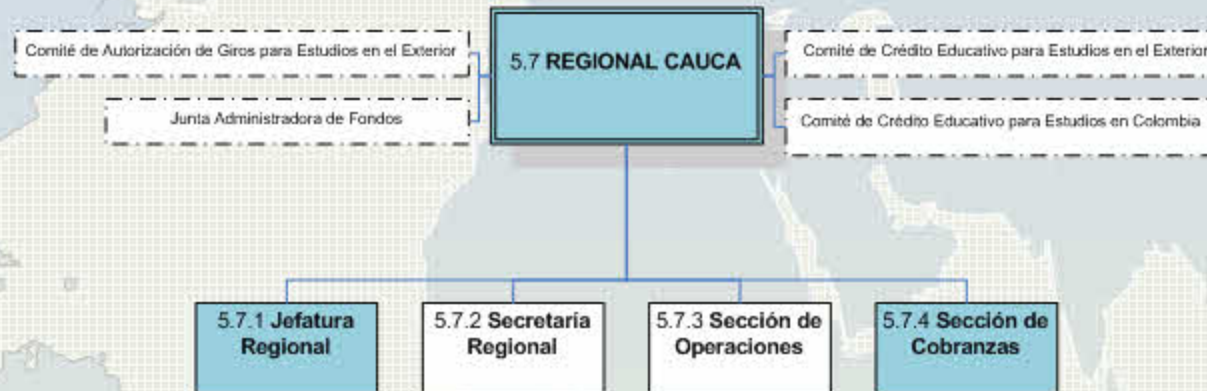 Comité de Autorización de Giros para Estudios en el Exterior
Junta Administradora de Fondos
5.7 REGIONAL CAUCA
Comité de Crédito Educativo para Estudios en el Exterior
Comité de Crédito Educativo para Estudios en Colombia
5.7.1 Jefatura
Regional
5.7.2 Secretaría
Regional
5.7.3 Sección de
Operaciones
5.7.4 Sección de
Cobranzas